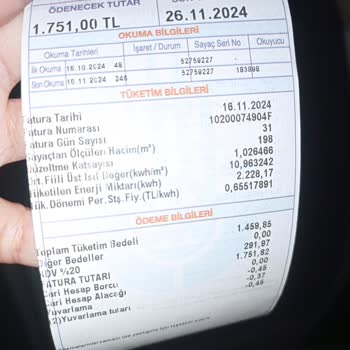 ÖDENECEK TUTAR
1.751,00 TL
26.11.2024
OKUMA BİLGİLERİ
Okuma Tarihleri İşaret / Durum Sayaç Seri No Okuyucu
İlk Okuma 16.10.2024 48 52759227 -
Son Okuma 16.11.2024 246 52759227 183898
TÜKETİM BİLGİLERİ
Fatura Tarihi 16.11.2024
Fatura Numarası 10200074904F
Fatura Gün Sayısı 31
Sayaçtan Ölçülen Hacim(m³) 198
Düzeltme Katsayısı 1,026466
Ort.Fiili Üst Isıl Değer(kwh/m³) 10,963242
Tüketilen Enerji Miktarı(kwh) 2.228,17
Tük. Dönemi Per.Stş.Fiy.(TL/kwh) 0,65517891
ÖDEME BİLGİLERİ
Toplam Tüketim Bedeli 1.459,85
Diğer Bedeller 0,00
KDV %20 291,97
FATURA TUTARI 1.751,82
Cari Hesap Borcu 0,00
Cari Hesap Alacağı -0,45
Yuvarlama -0,37
(2)Yuvarlama tutarı -0,45